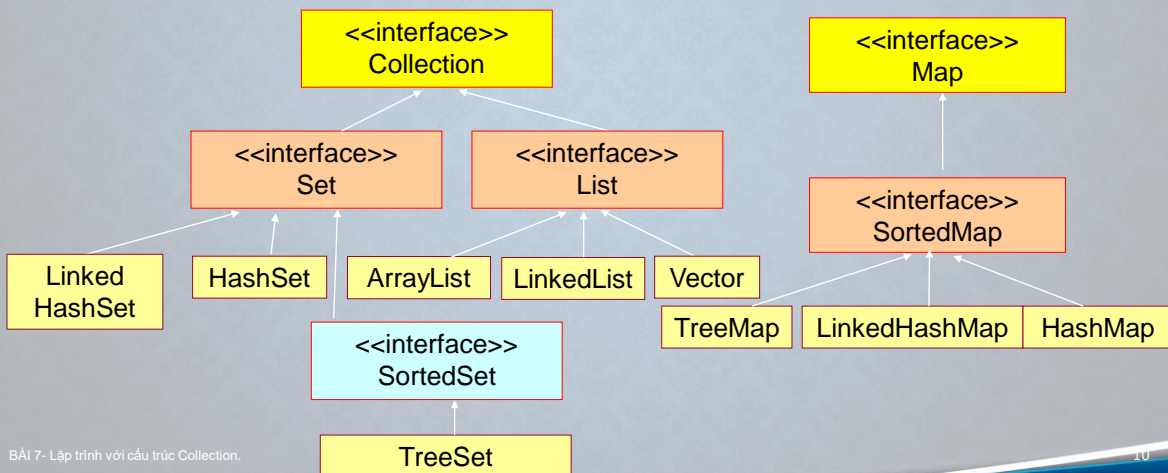 <<interface>>
Collection
<<interface>>
Map
<<interface>>
Set
<<interface>>
List
<<interface>>
SortedMap
Linked
HashSet
HashSet
ArrayList
LinkedList
Vector
TreeMap
LinkedHashMap
HashMap
<<interface>>
SortedSet
TreeSet
BÀI 7- Lập trình với cấu trúc Collection.
10